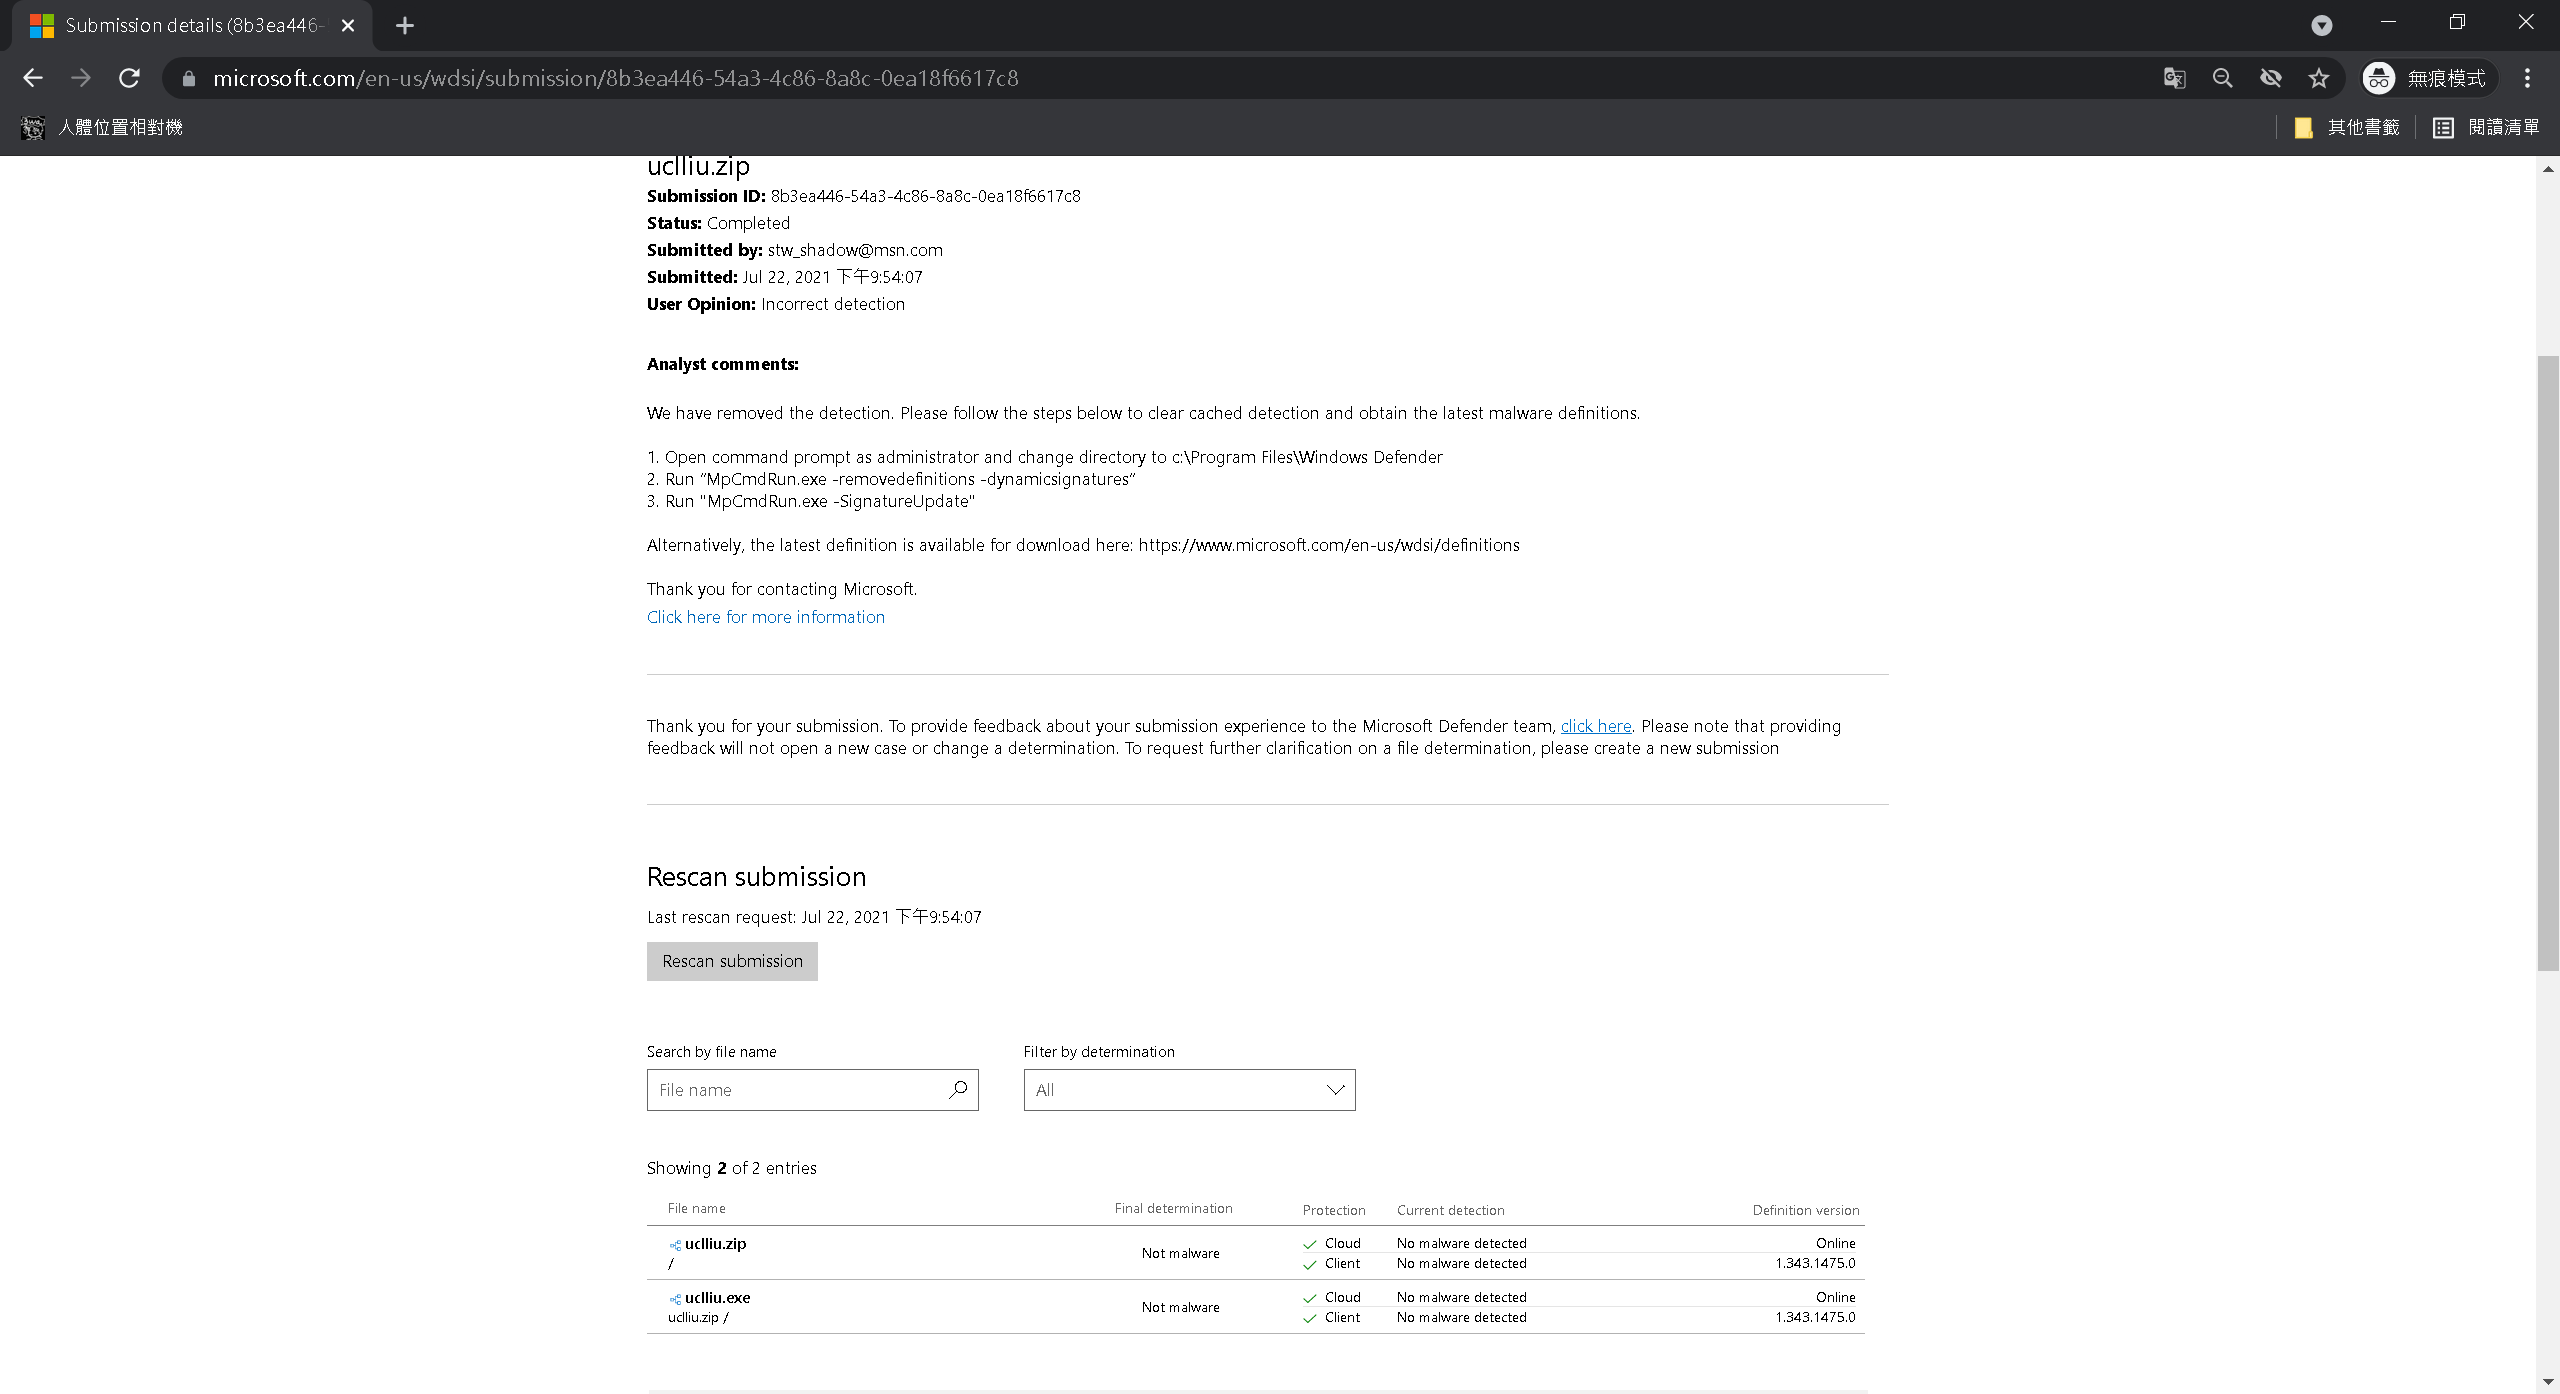 Submission details (8b3ea446-
microsoft.com/en-us/wdsi/submission/8b3ea446-54a3-4c86-8a8c-0ea18f6617c8
無痕模式
人體位置相對機
其他書籤
閱讀清單
uclliu.zip
Submission ID: 8b3ea446-54a3-4c86-8a8c-0ea18f6617c8
Status: Completed
Submitted by: stw_shadow@msn.com
Submitted: Jul 22, 2021 下午9:54:07
User Opinion: Incorrect detection
Analyst comments:
We have removed the detection. Please follow the steps below to clear cached detection and obtain the latest malware definitions.
1. Open command prompt as administrator and change directory to c:\Program Files\Windows Defender
2. Run “MpCmdRun.exe -removedefinitions -dynamicsignatures”
3. Run "MpCmdRun.exe -SignatureUpdate"
Alternatively, the latest definition is available for download here: https://www.microsoft.com/en-us/wdsi/definitions
Thank you for contacting Microsoft.
Click here for more information
Thank you for your submission. To provide feedback about your submission experience to the Microsoft Defender team, click here. Please note that providing
feedback will not open a new case or change a determination. To request further clarification on a file determination, please create a new submission
Rescan submission
Last rescan request: Jul 22, 2021 下午9:54:07
Rescan submission
Search by file name
Filter by determination
File name
All
Showing 2 of 2 entries
File name Final determination Protection Current detection Definition version
uclliu.zip
/
Not malware
Cloud No malware detected Online
Client No malware detected 1.343.1475.0
uclliu.exe
uclliu.zip /
Not malware
Cloud No malware detected Online
Client No malware detected 1.343.1475.0